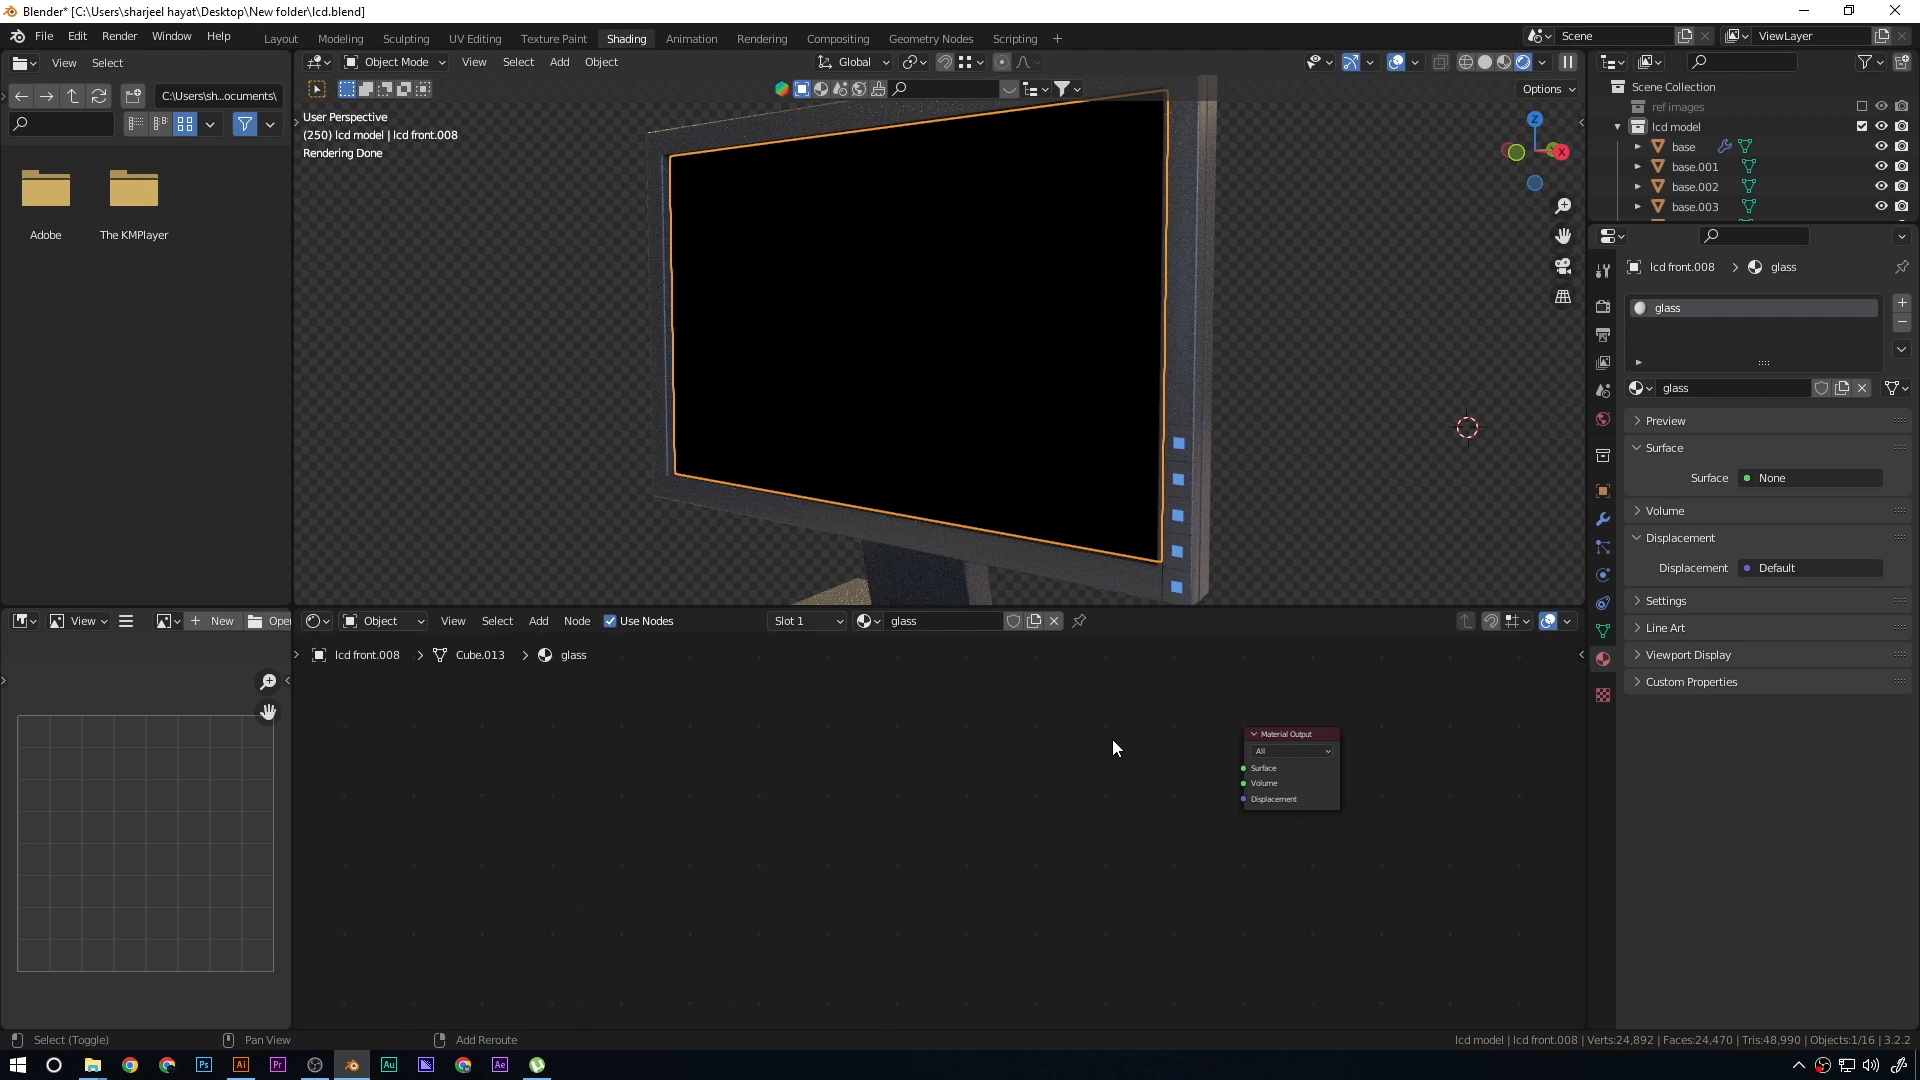 Blender* [C:\Users\sharjeel hayat\Desktop\New folder\lcd.blend]
File Edit Render Window Help Layout Modeling Sculpting UV Editing Texture Paint Shading Animation Rendering Compositing Geometry Nodes Scripting + Scene ViewLayer
View Select Object Mode View Select Add Object Global
C:\Users\sh...ocuments\ Options Scene Collection
ref images
User Perspective
(250) lcd model | lcd front.008
Rendering Done
lcd model
base
base.001
base.002
base.003
Z
X
Adobe The KMPlayer
lcd front.008 > glass
glass
glass
Preview
Surface
Surface None
Volume
Displacement
Displacement Default
Settings
Line Art
Viewport Display
Custom Properties
View + New Open Object View Select Add Node Use Nodes Slot 1 glass
lcd front.008 > Cube.013 > glass
Material Output
All
Surface
Volume
Displacement
Select (Toggle) Pan View Add Reroute lcd model | lcd front.008 | Verts:24,892 | Faces:24,470 | Tris:48,990 | Objects:1/16 | 3.2.2
Ps Ai Pr Au Ae